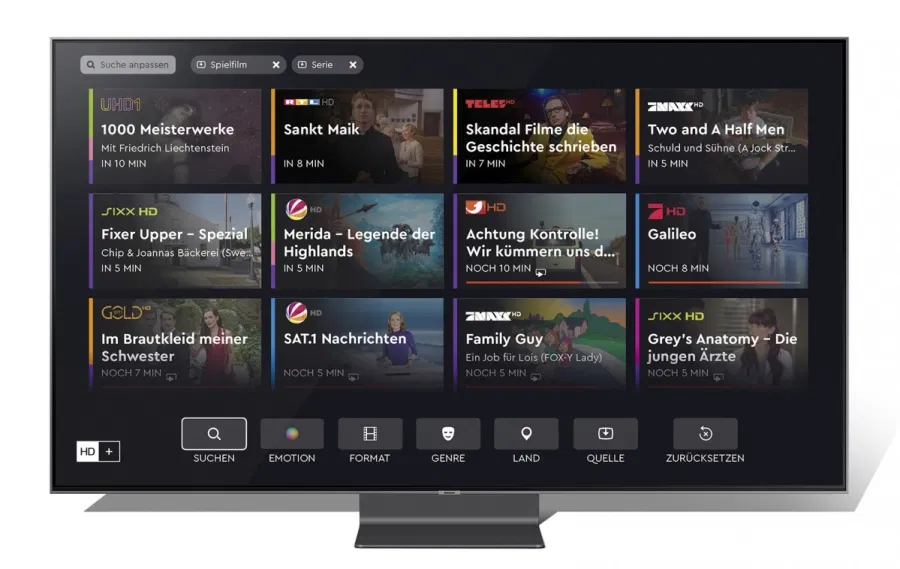 Suche anpassen
Spielfilm
Serie
UHD1
1000 Meisterwerke
Mit Friedrich Liechtenstein
IN 10 MIN
RTL HD
Sankt Maik
IN 8 MIN
TELE5 HD
Skandal Filme die
Geschichte schrieben
IN 7 MIN
MAXX HD
Two and A Half Men
Schuld und Sühne (A Jock Str...
IN 5 MIN
SIXX HD
Fixer Upper – Spezial
Chip & Joannas Bäckerei (Swe...
IN 5 MIN
HD
Merida – Legende der
Highlands
IN 5 MIN
HD
Achtung Kontrolle!
Wir kümmern uns d...
NOCH 10 MIN
HD
Galileo
NOCH 8 MIN
GOLD HD
Im Brautkleid meiner
Schwester
NOCH 7 MIN
HD
SAT.1 Nachrichten
NOCH 5 MIN
MAXX HD
Family Guy
Ein Job für Lois (FOX-Y Lady)
NOCH 5 MIN
SIXX HD
Grey's Anatomy – Die
jungen Ärzte
NOCH 5 MIN
HD +
SUCHEN
EMOTION
FORMAT
GENRE
LAND
QUELLE
ZURÜCKSETZEN